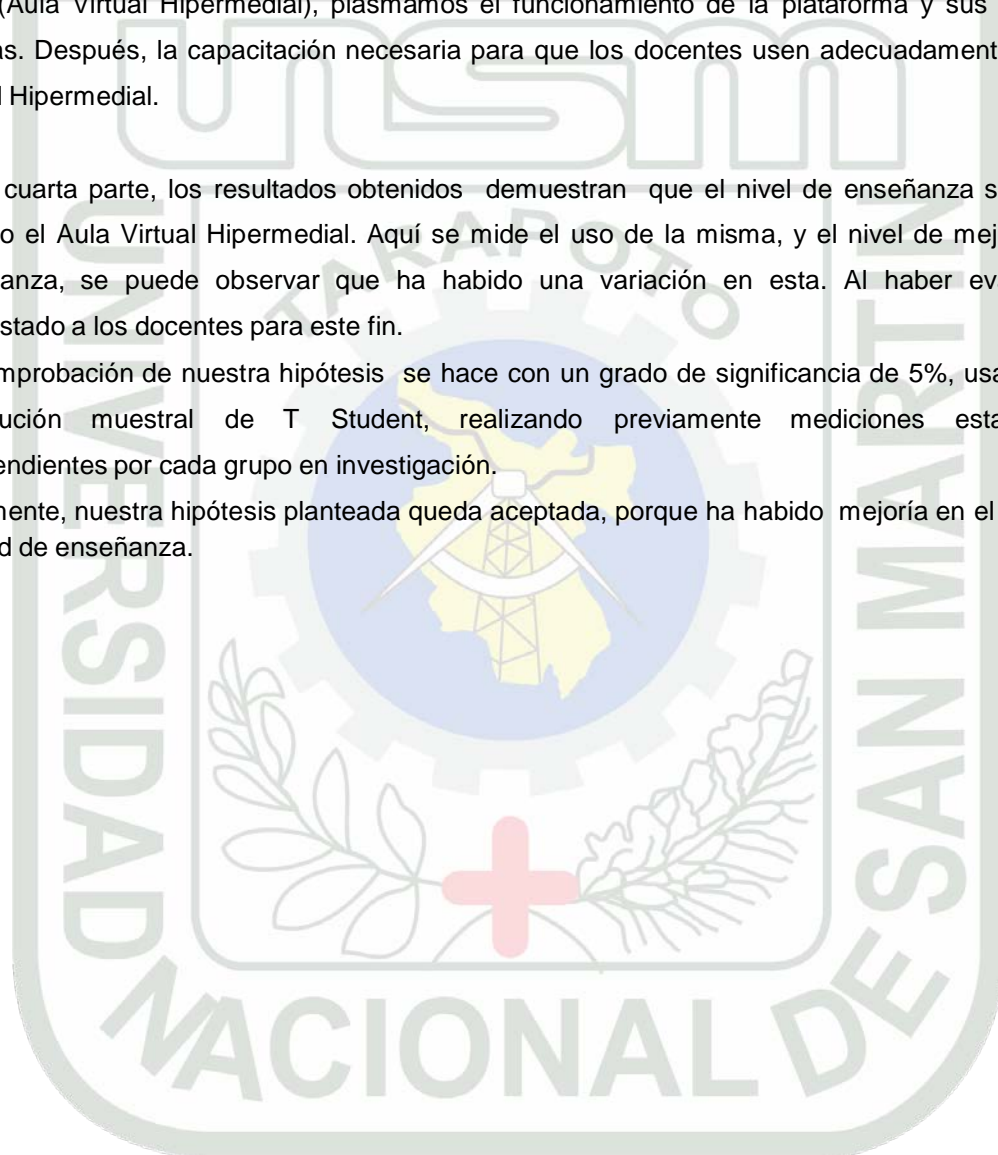 (Aula Virtual Hipermedial), plasmamos el funcionamiento de la plataforma y sus
as. Después, la capacitación necesaria para que los docentes usen adecuadament
l Hipermedial.
cuarta parte, los resultados obtenidos demuestran que el nivel de enseñanza s
o el Aula Virtual Hipermedial. Aquí se mide el uso de la misma, y el nivel de mej
anza, se puede observar que ha habido una variación en esta. Al haber ev
stado a los docentes para este fin.
mprobación de nuestra hipótesis se hace con un grado de significancia de 5%, usa
ución muestral de T Student, realizando previamente mediciones esta
endientes por cada grupo en investigación.
mente, nuestra hipótesis planteada queda aceptada, porque ha habido mejoría en el
d de enseñanza.
unsm
TARAPOTO
UNIVERSIDAD NACIONAL DE SAN MARTIN